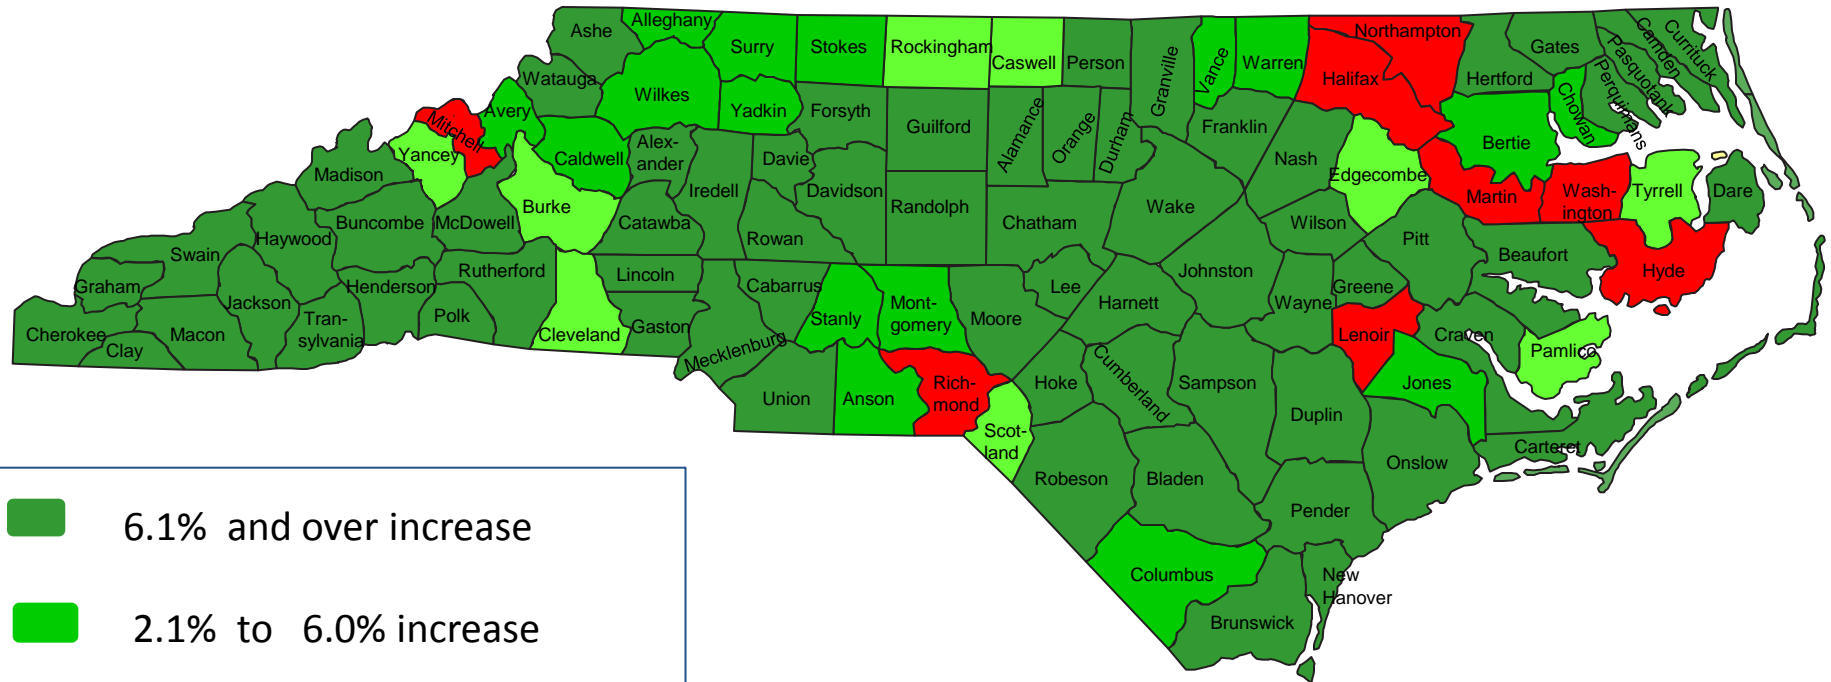 Ashe
Alleghany
Surry
Stokes
Rockingham
Caswell
Person
Granville
Vance
Warren
Northampton
Halifax
Hertford
Gates
Camden
Currituck
Pasquotank
Perquimans
Chowan
Bertie
Watauga
Wilkes
Yadkin
Forsyth
Guilford
Alamance
Orange
Durham
Franklin
Nash
Edgecombe
Martin
Wash-
ington
Tyrrell
Dare
Mitchell
Avery
Yancey
Madison
Caldwell
Alex-
ander
Iredell
Davie
Davidson
Randolph
Chatham
Wake
Wilson
Pitt
Beaufort
Hyde
Burke
McDowell
Buncombe
Haywood
Swain
Graham
Catawba
Rowan
Lincoln
Rutherford
Henderson
Jackson
Cherokee
Clay
Macon
Tran-
sylvania
Polk
Cleveland
Gaston
Mecklenburg
Cabarrus
Stanly
Mont-
gomery
Moore
Lee
Harnett
Johnston
Wayne
Greene
Lenoir
Craven
Pamlico
Jones
Union
Anson
Rich-
mond
Scot-
land
Hoke
Cumberland
Sampson
Duplin
Onslow
Carteret
Robeson
Bladen
Pender
Columbus
Brunswick
New
Hanover
6.1% and over increase
2.1% to 6.0% increase